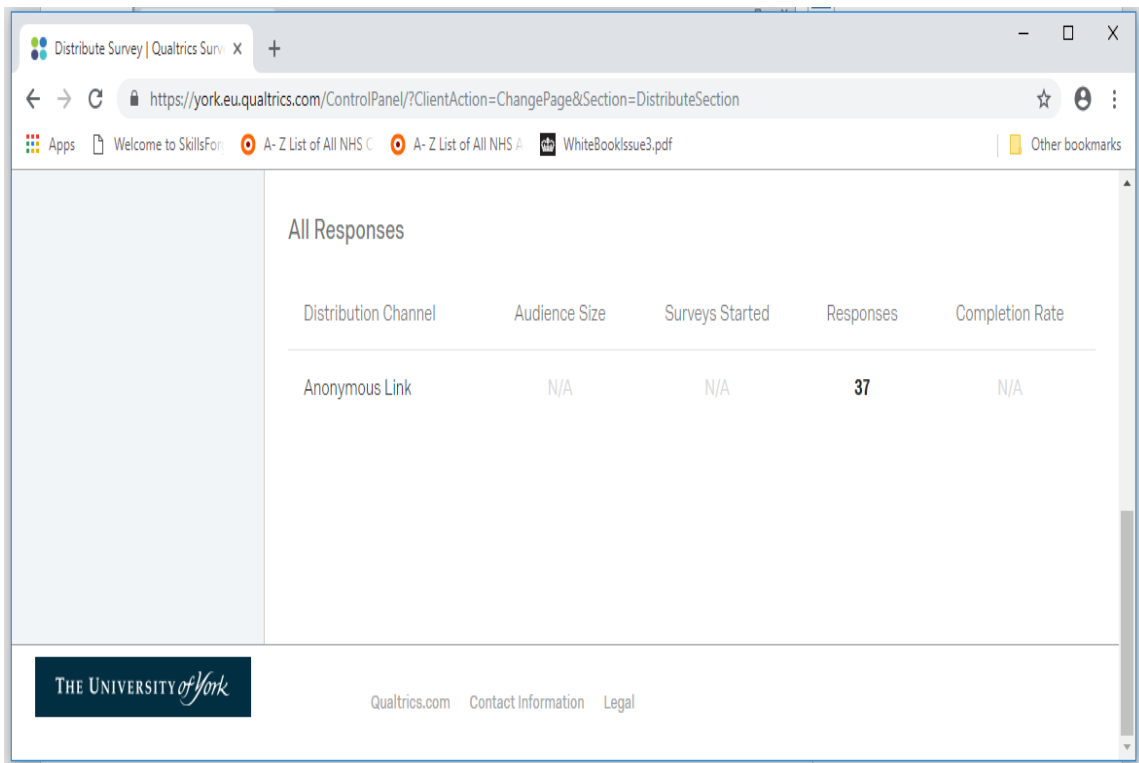 Distribute Survey | Qualtrics Surv
https://york.eu.qualtrics.com/ControlPanel/?ClientAction=ChangePage&Section=DistributeSection
Apps Welcome to SkillsFor A- Z List of All NHS A- Z List of All NHS A WhiteBookIssue3.pdf Other bookmarks
All Responses
Distribution Channel Audience Size Surveys Started Responses Completion Rate
Anonymous Link N/A N/A 37 N/A
THE UNIVERSITY of York
Qualtrics.com Contact Information Legal